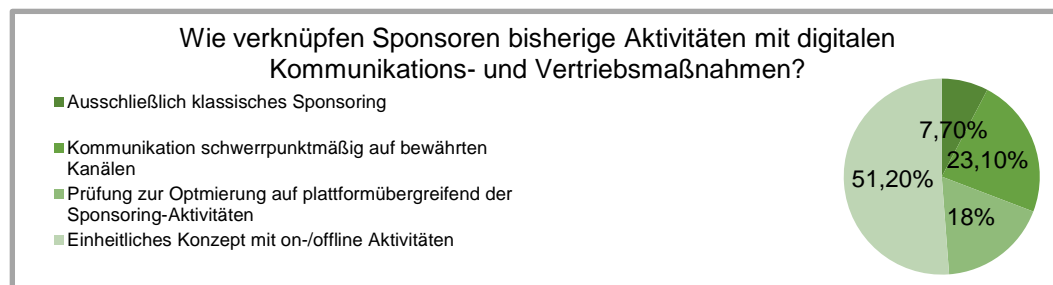 Wie verknüpfen Sponsoren bisherige Aktivitäten mit digitalen
Kommunikations- und Vertriebsmaßnahmen?
Ausschließlich klassisches Sponsoring
Kommunikation schwerrpunktmäßig auf bewährten
Kanälen
Prüfung zur Optmierung auf plattformübergreifend der
Sponsoring-Aktivitäten
Einheitliches Konzept mit on-/offline Aktivitäten
7,70%
23,10%
51,20%
18%